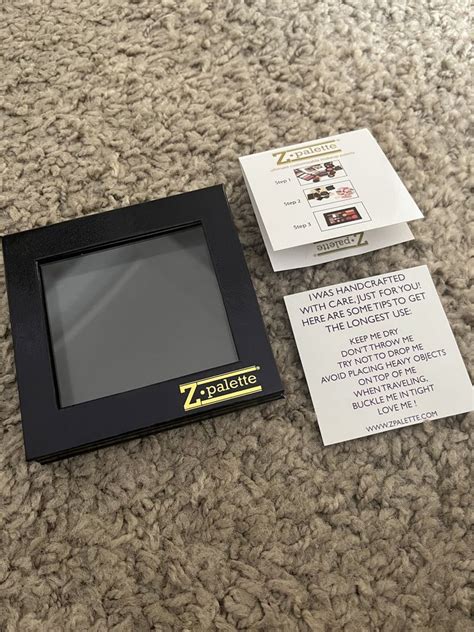 Z•palette®
Step 1
Step 2
Step 3
Z•palette
Z•palette®
I WAS HANDCRAFTED
WITH CARE, JUST FOR YOU!
HERE ARE SOME TIPS TO GET
THE LONGEST USE:
KEEP ME DRY
DON'T THROW ME
TRY NOT TO DROP ME
AVOID PLACING HEAVY OBJECTS
ON TOP OF ME
WHEN TRAVELING,
BUCKLE ME IN TIGHT
LOVE ME !
WWW.ZPALETTE.COM